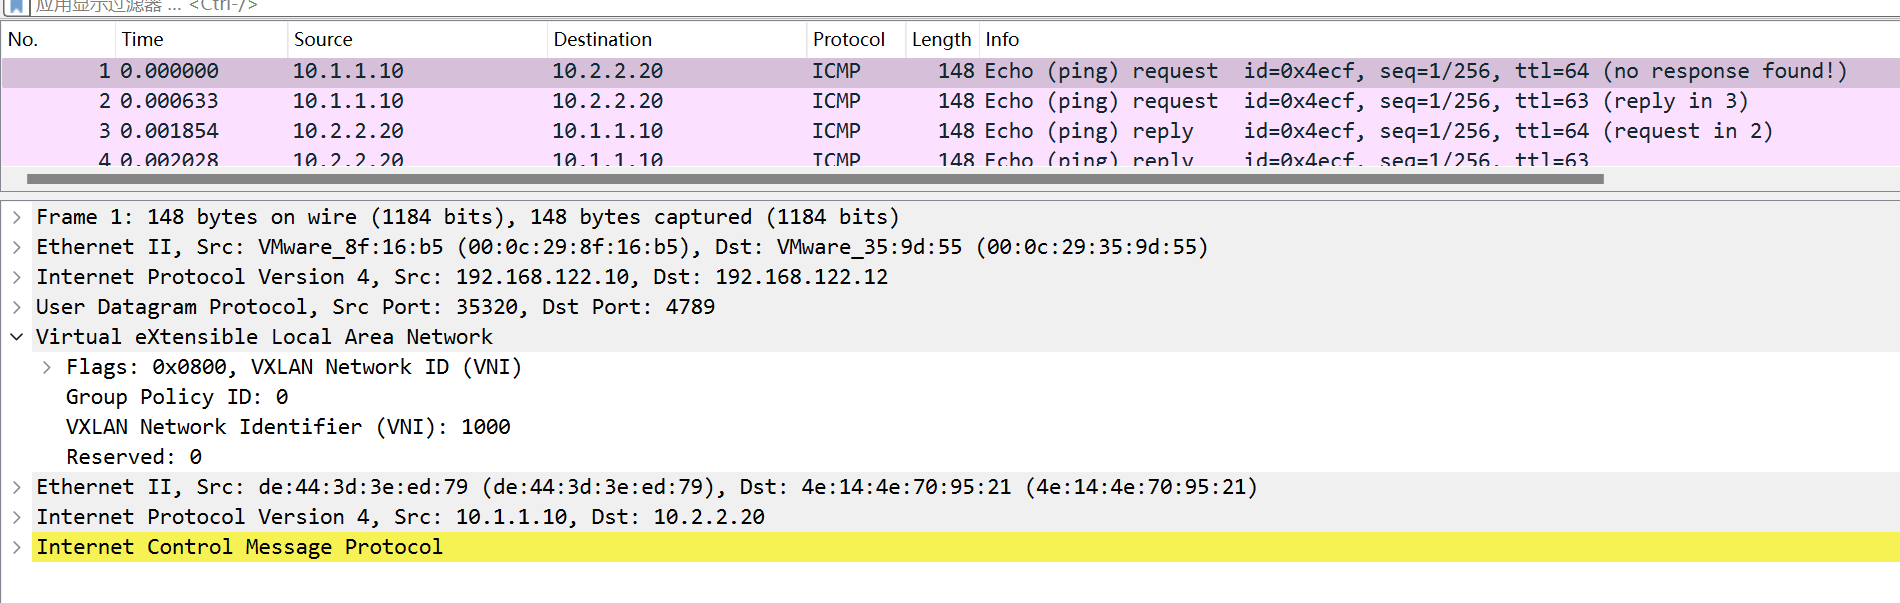 应用显示过滤器 … <Ctrl-/>
No. Time Source Destination Protocol Length Info
1 0.000000 10.1.1.10 10.2.2.20 ICMP 148 Echo (ping) request id=0x4ecf, seq=1/256, ttl=64 (no response found!)
2 0.000633 10.1.1.10 10.2.2.20 ICMP 148 Echo (ping) request id=0x4ecf, seq=1/256, ttl=63 (reply in 3)
3 0.001854 10.2.2.20 10.1.1.10 ICMP 148 Echo (ping) reply id=0x4ecf, seq=1/256, ttl=64 (request in 2)
4 0.002028 10.2.2.20 10.1.1.10 ICMP 148 Echo (ping) reply id=0x4ecf, seq=1/256, ttl=63
Frame 1: 148 bytes on wire (1184 bits), 148 bytes captured (1184 bits)
Ethernet II, Src: VMware_8f:16:b5 (00:0c:29:8f:16:b5), Dst: VMware_35:9d:55 (00:0c:29:35:9d:55)
Internet Protocol Version 4, Src: 192.168.122.10, Dst: 192.168.122.12
User Datagram Protocol, Src Port: 35320, Dst Port: 4789
Virtual eXtensible Local Area Network
Flags: 0x0800, VXLAN Network ID (VNI)
Group Policy ID: 0
VXLAN Network Identifier (VNI): 1000
Reserved: 0
Ethernet II, Src: de:44:3d:3e:ed:79 (de:44:3d:3e:ed:79), Dst: 4e:14:4e:70:95:21 (4e:14:4e:70:95:21)
Internet Protocol Version 4, Src: 10.1.1.10, Dst: 10.2.2.20
Internet Control Message Protocol